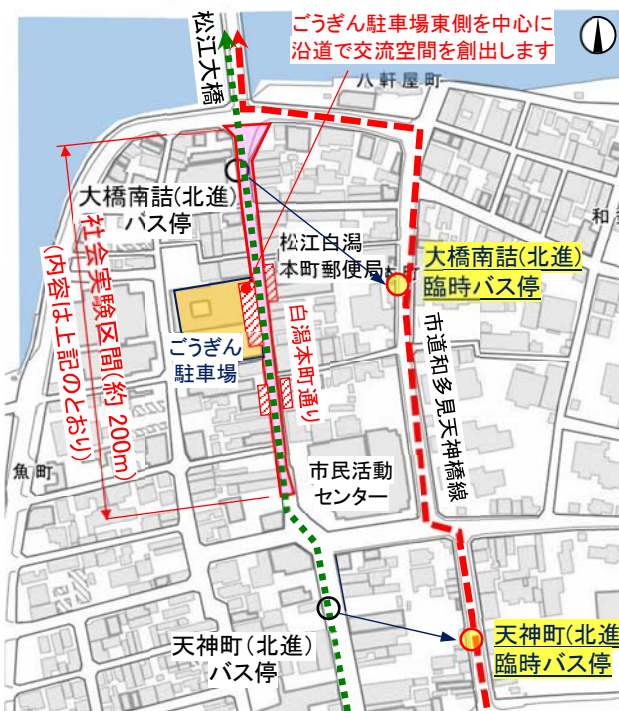 ごうぎん駐車場東側を中心に
沿道で交流空間を創出します
松江大橋
八軒屋町
大橋南詰(北進)
バス停
松江白潟
本町郵便局
大橋南詰(北進)
臨時バス停
社会実験区間(約 200m)
(内容は上記のとおり)
ごうぎん
駐車場
白潟本町通り
市道和多見天神橋線
魚町
市民活動
センター
天神町(北進)
バス停
天神町(北進
臨時バス停